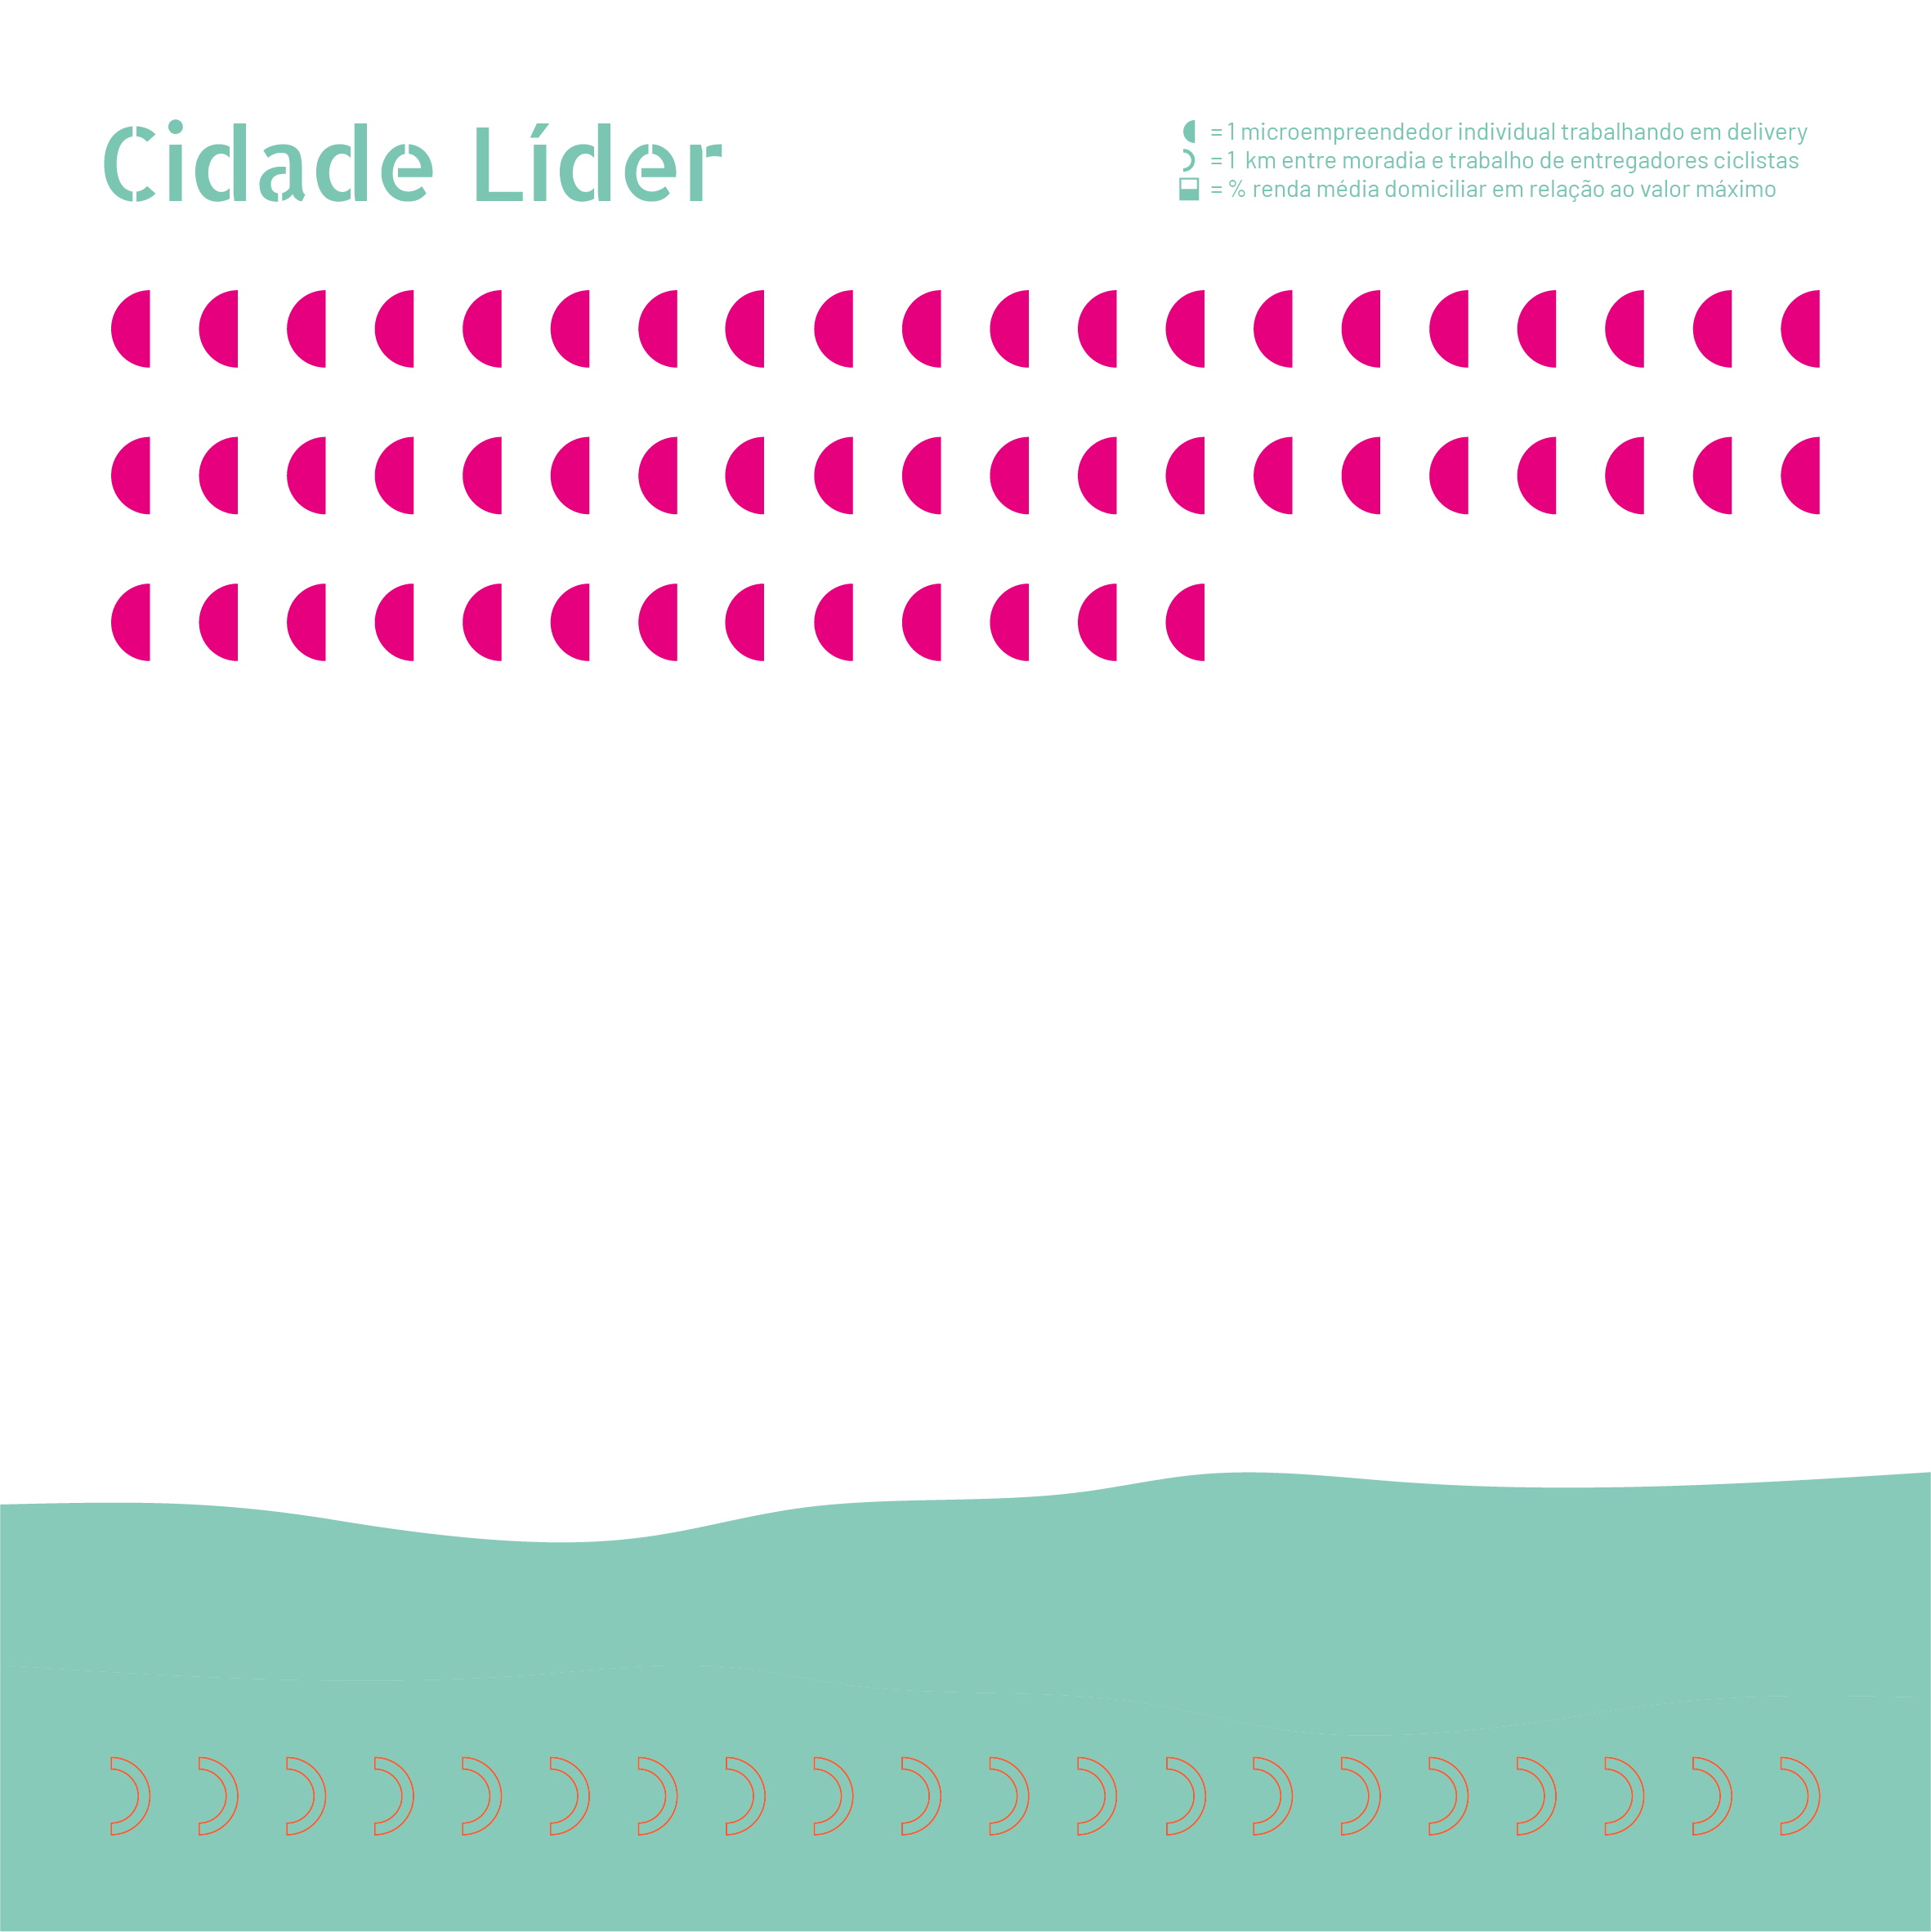 Cidade Líder
= 1 microempreendedor individual trabalhando em delivery
= 1 km entre moradia e trabalho de entregadores ciclistas
= % renda média domiciliar em relação ao valor máximo